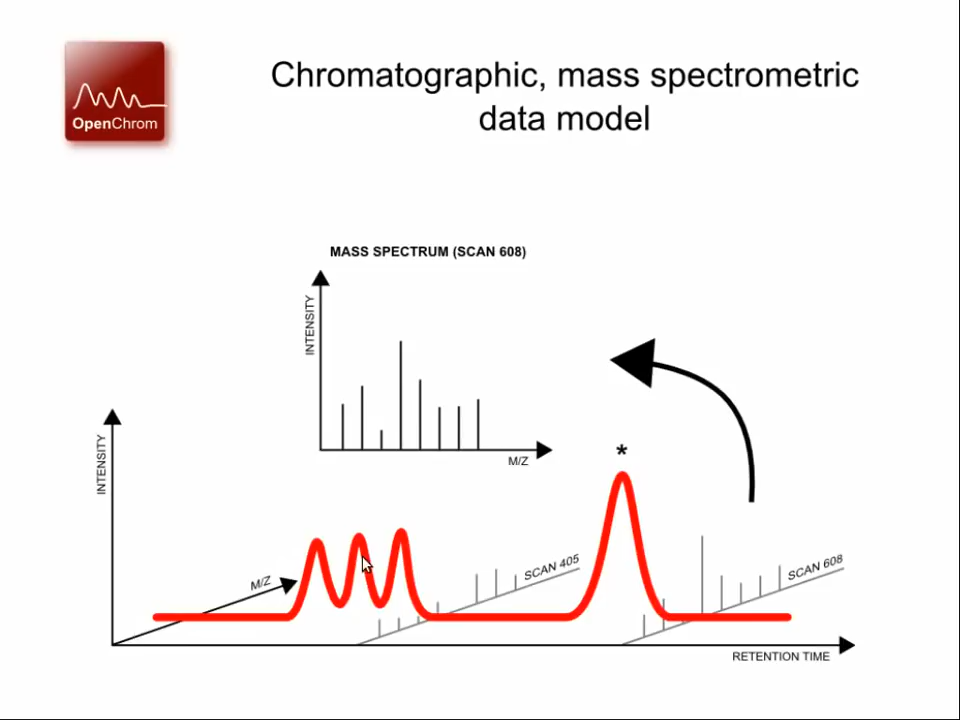 Chromatographic, mass spectrometric
data model
OpenChrom
MASS SPECTRUM (SCAN 608)
INTENSITY
M/Z
*
INTENSITY
M/Z
SCAN 405
SCAN 608
RETENTION TIME